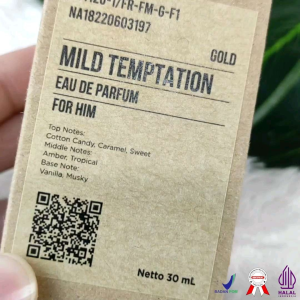 NA18220603197
GOLD
MILD TEMPTATION
EAU DE PARFUM
FOR HIM
Top Notes:
Cotton Candy, Caramel, Sweet
Middle Notes:
Amber, Tropical
Base Note:
Vanilla, Musky
Netto 30 mL
HALAL